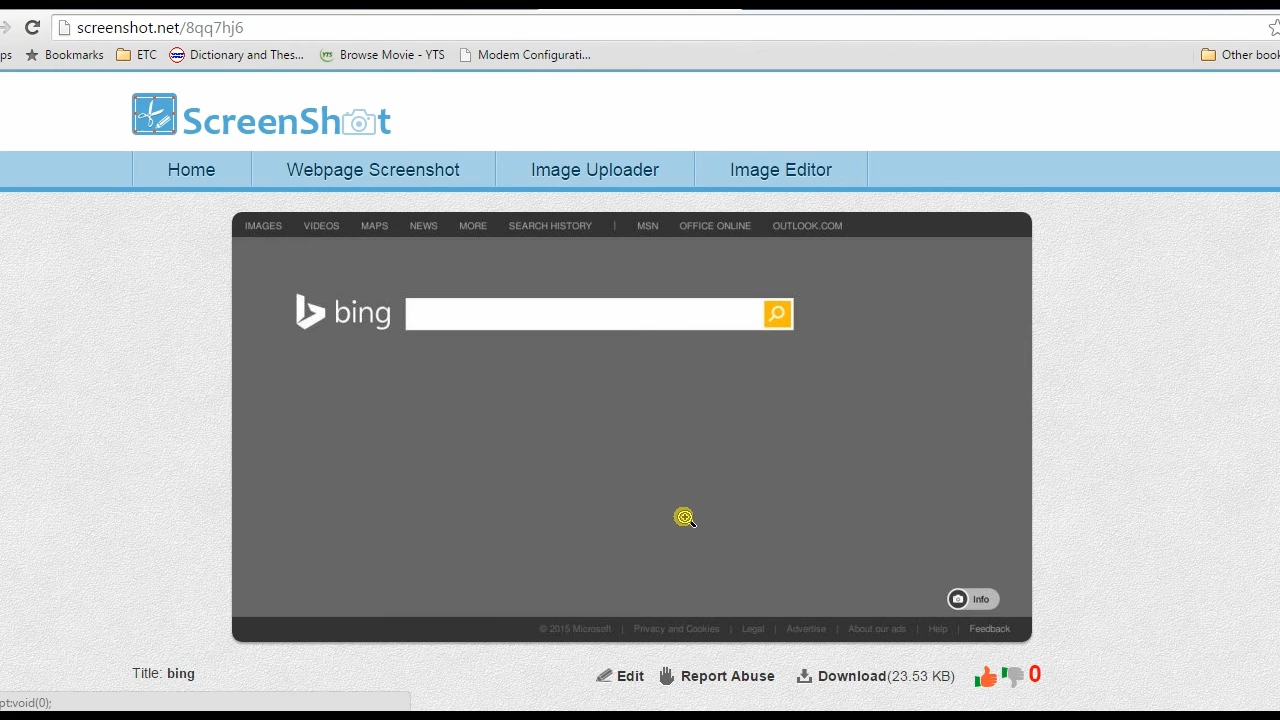 screenshot.net/8qq7hj6
ps Bookmarks ETC Dictionary and Thes... YTS Browse Movie - YTS Modem Configurati... Other book
ScreenShot
Home Webpage Screenshot Image Uploader Image Editor
IMAGES VIDEOS MAPS NEWS MORE SEARCH HISTORY | MSN OFFICE ONLINE OUTLOOK.COM
bing
Info
© 2015 Microsoft | Privacy and Cookies | Legal | Advertise | About our ads | Help | Feedback
Title: bing Edit Report Abuse Download(23.53 KB) 0
pt:void(0);